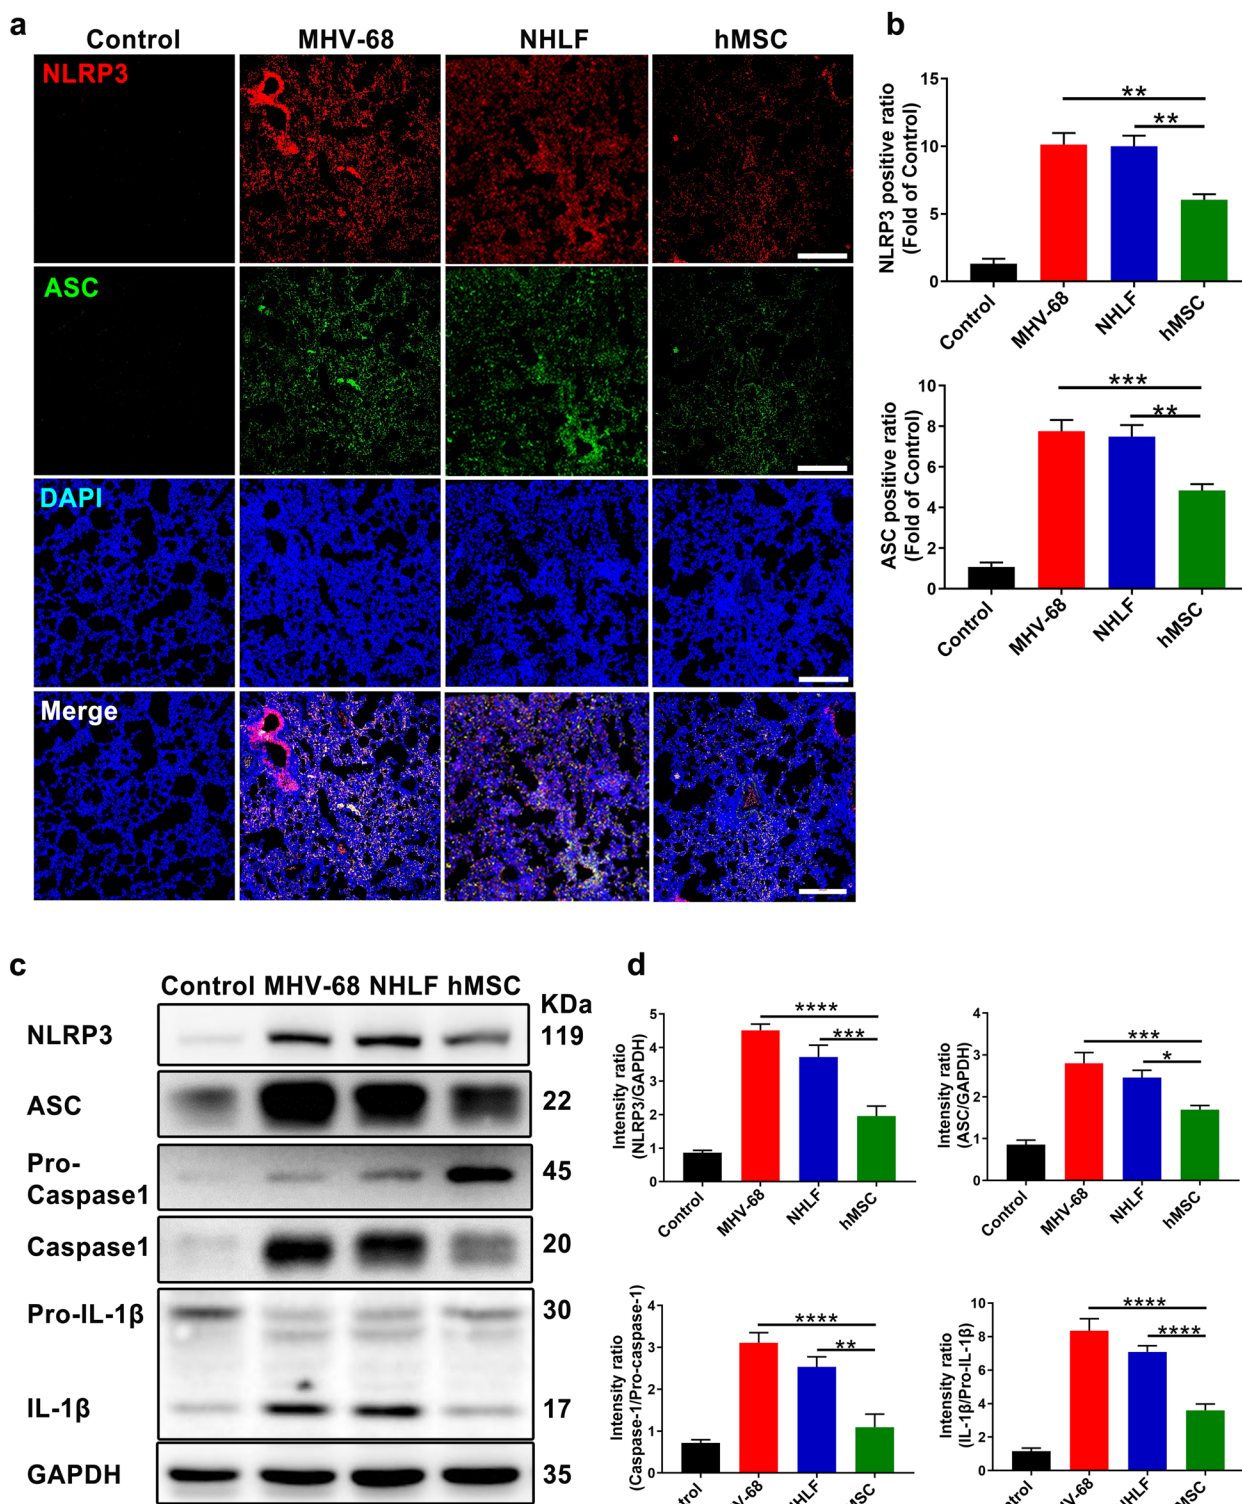 a
Control MHV-68 NHLF hMSC
NLRP3
ASC
DAPI
Merge
b
NLRP3 positive ratio
(Fold of Control)
15
10
5
0
**
**
Control MHV-68 NHLF hMSC
ASC positive ratio
(Fold of Control)
10
8
6
4
2
0
***
**
Control MHV-68 NHLF hMSC
c
Control MHV-68 NHLF hMSC
KDa
NLRP3 119
ASC 22
Pro-
Caspase1 45
Caspase1 20
Pro-IL-1β 30
IL-1β 17
GAPDH 35
d
Intensity ratio
(NLRP3/GAPDH)
5
4
3
2
1
0
****
***
Control MHV-68 NHLF hMSC
Intensity ratio
(ASC/GAPDH)
4
3
2
1
0
***
*
Control MHV-68 NHLF hMSC
Intensity ratio
(Caspase-1/Pro-caspase-1)
4
3
2
1
0
****
**
Control
Intensity ratio
(IL-1β/Pro-IL-1β)
10
8
6
4
2
0
****
****
Control